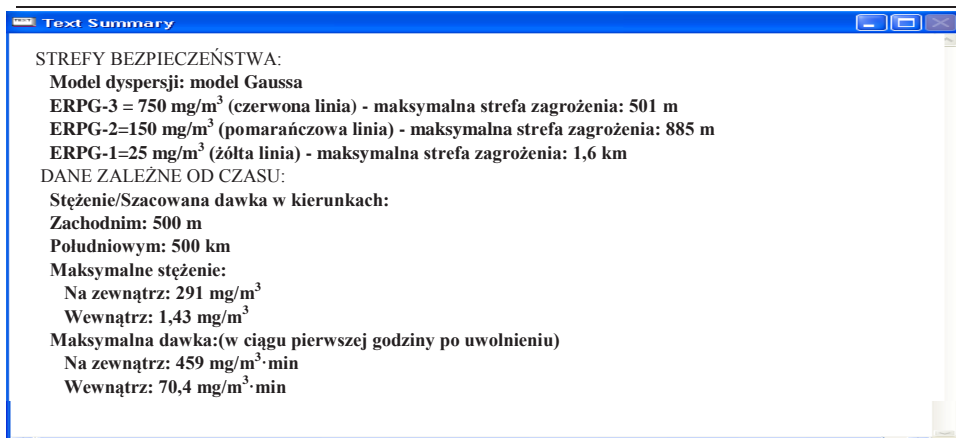 Text Summary
STREFY BEZPIECZEŃSTWA:
Model dyspersji: model Gaussa
ERPG-3 = 750 mg/m³ (czerwona linia) - maksymalna strefa zagrożenia: 501 m
ERPG-2=150 mg/m³ (pomarańczowa linia) - maksymalna strefa zagrożenia: 885 m
ERPG-1=25 mg/m³ (żółta linia) - maksymalna strefa zagrożenia: 1,6 km
DANE ZALEŻNE OD CZASU:
Stężenie/Szacowana dawka w kierunkach:
Zachodnim: 500 m
Południowym: 500 km
Maksymalne stężenie:
Na zewnątrz: 291 mg/m³
Wewnątrz: 1,43 mg/m³
Maksymalna dawka:(w ciągu pierwszej godziny po uwolnieniu)
Na zewnątrz: 459 mg/m³·min
Wewnątrz: 70,4 mg/m³·min